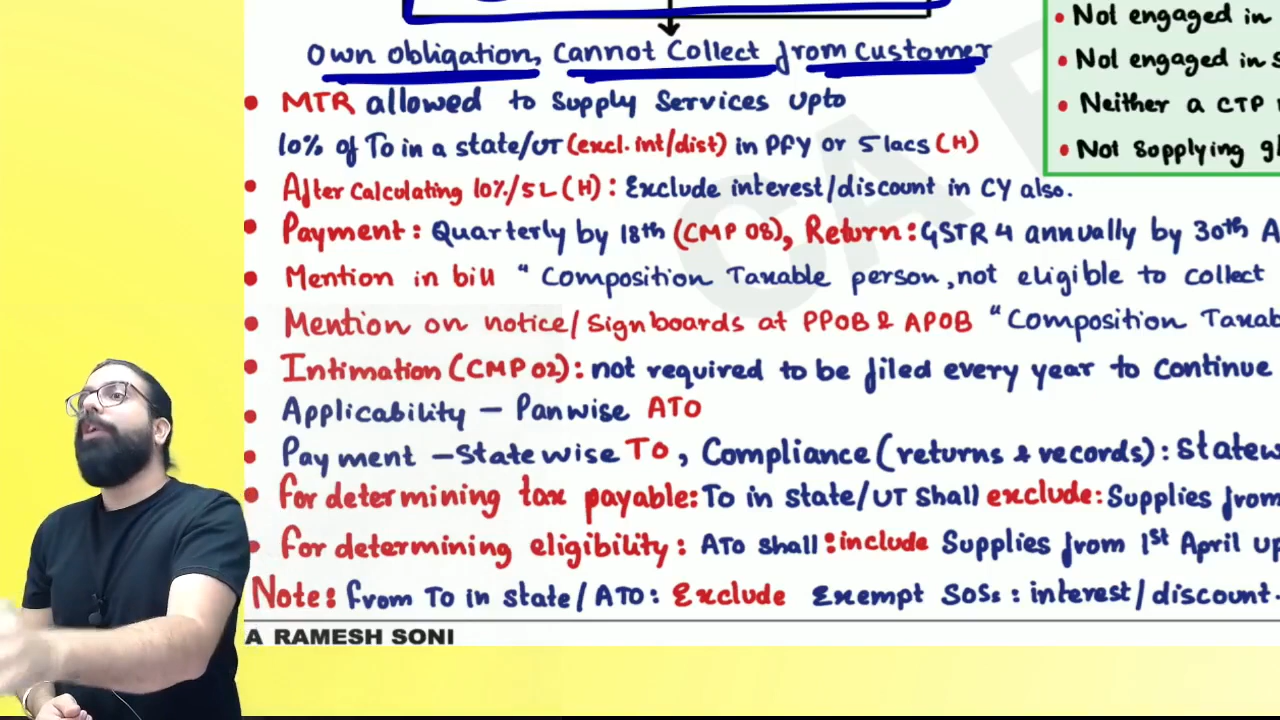 Own obligation, Cannot Collect from Customer
• MTR allowed to Supply Services upto
10% of To in a state/UT (excl. int/dist) in PFY or 5 lacs (H)
• After Calculating 10%/5L (H) : Exclude interest/discount in CY also.
• Payment : Quarterly by 18th (CMP 08), Return : GSTR 4 annually by 30th A
• Mention in bill " Composition Taxable person, not eligible to collect
• Mention on notice/Signboards at PPOB & APOB "Composition Taxab
• Intimation (CMP 02) : not required to be filed every year to Continue
• Applicability – Panwise ATO
• Payment – Statewise TO, Compliance (returns & records) : Statew
• for determining tax payable: To in state/UT Shall exclude: Supplies from
• for determining eligibility : ATo shall : include Supplies from 1st April up
Note: from To in state/ATO: Exclude Exempt SOSs : interest/discount.
A RAMESH SONI
• Not engaged in
• Not engaged in s
• Neither a CTP
• Not Supplying g
CA